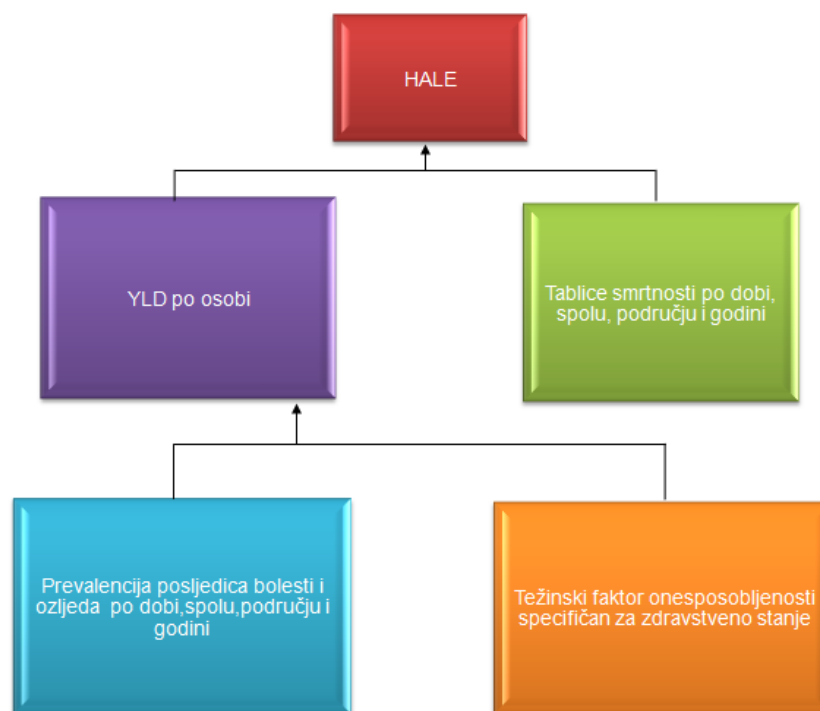 HALE
YLD po osobi
Tablice smrtnosti po dobi,
spolu, području i godini
Prevalencija posljedica bolesti i
ozljeda po dobi,spolu,području i
godini
Težinski faktor onesposobljenosti
specifičan za zdravstveno stanje